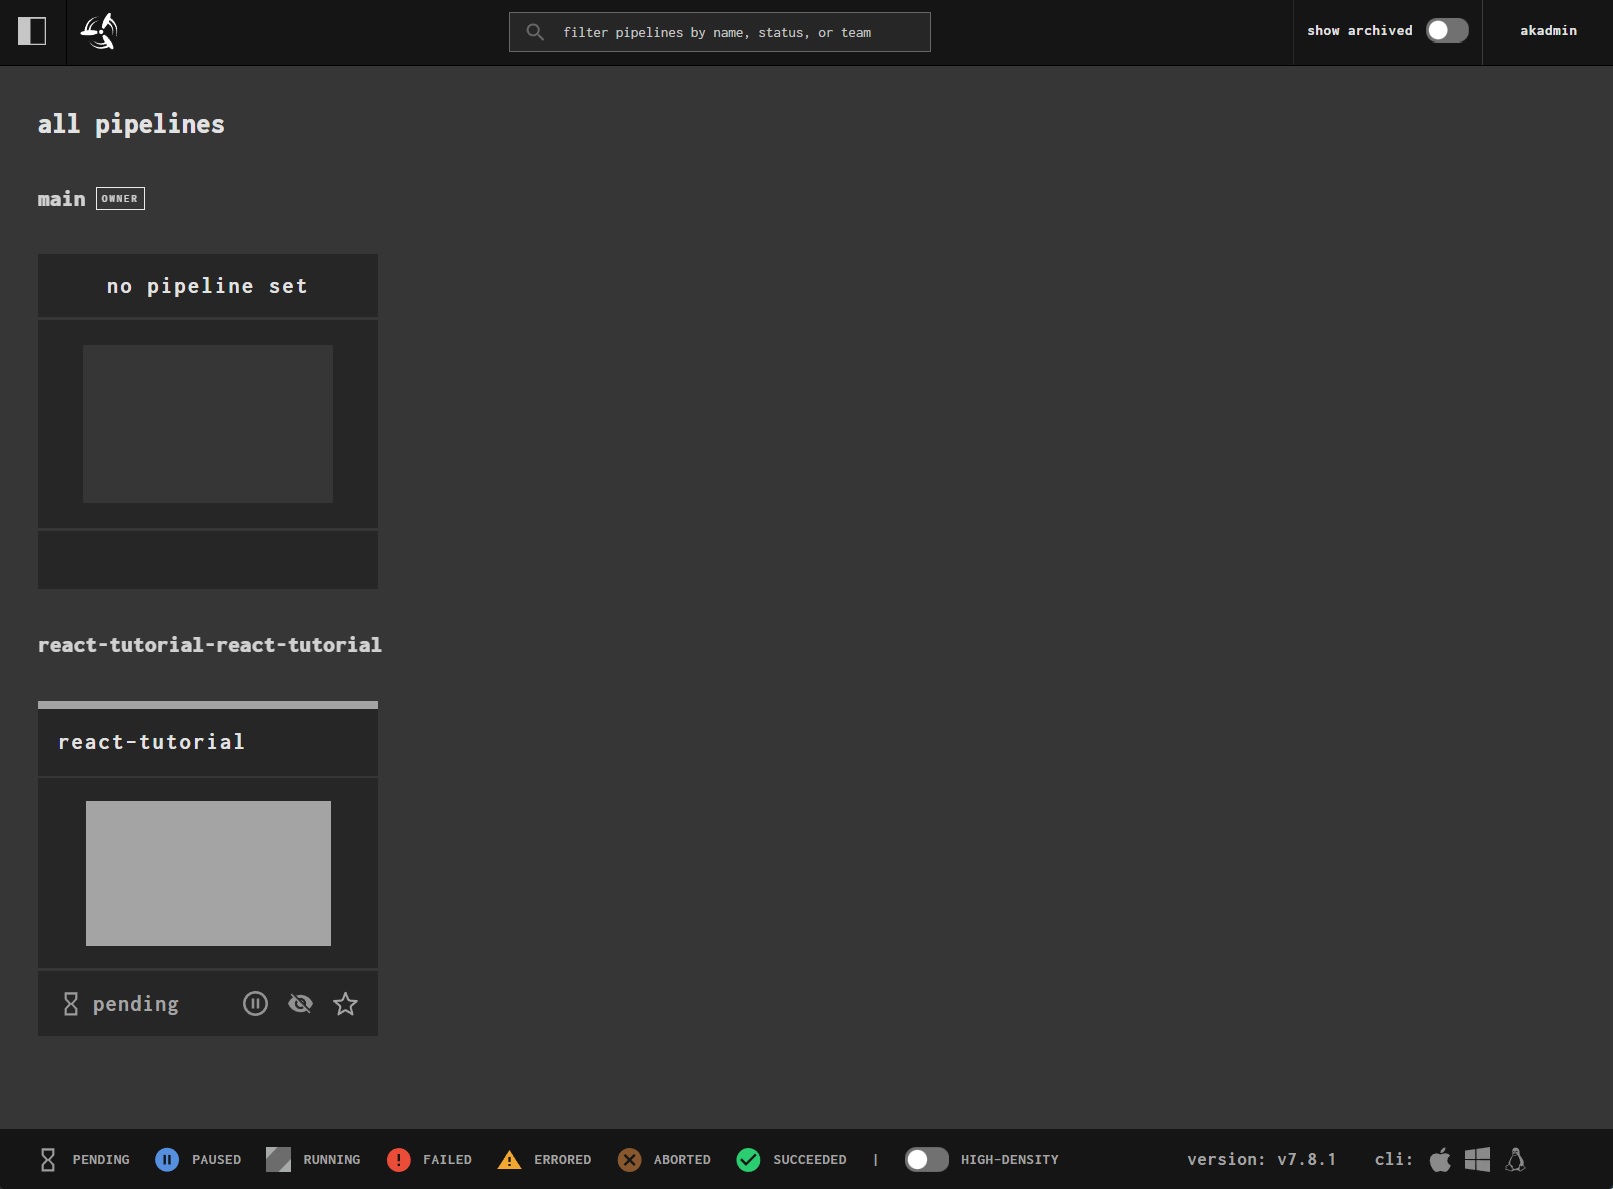 filter pipelines by name, status, or team
show archived
akadmin
all pipelines
main OWNER
no pipeline set
react-tutorial-react-tutorial
react-tutorial
pending
PENDING PAUSED RUNNING FAILED ERRORED ABORTED SUCCEEDED | HIGH-DENSITY version: v7.8.1 cli: